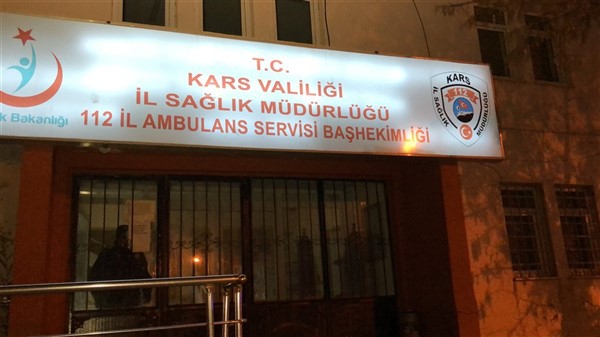 T.C.
KARS VALİLİĞİ
İL SAĞLIK MÜDÜRLÜĞÜ
112 İL AMBULANS SERVİSİ BAŞHEKİMLİĞİ
k Bakanlığı
KARS
İL SAĞLIK MÜDÜRLÜĞÜ
112